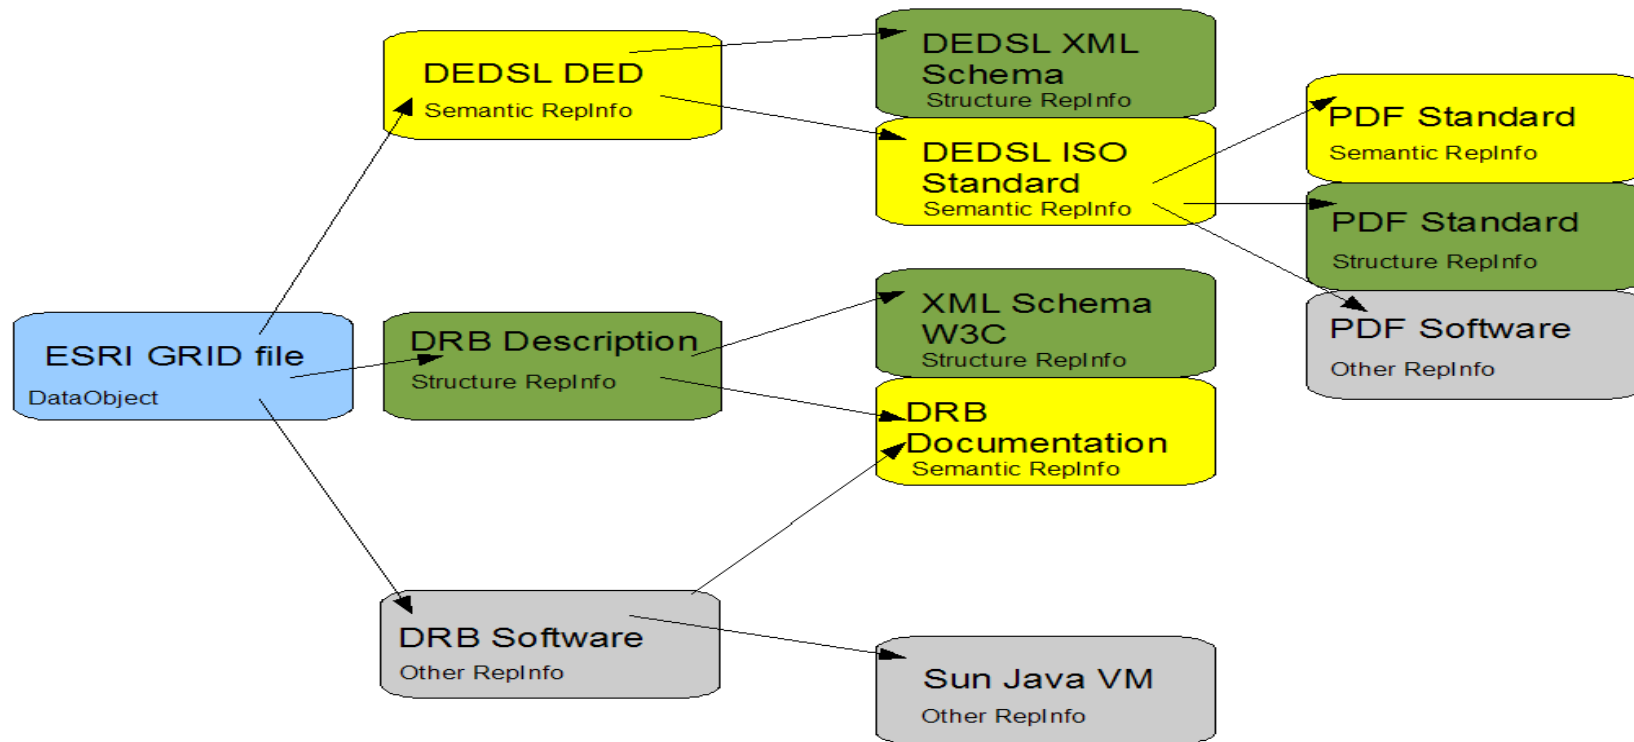 ESRI GRID file
DataObject
DEDSL DED
Semantic RepInfo
DRB Description
Structure RepInfo
DRB Software
Other RepInfo
DEDSL XML
Schema
Structure RepInfo
DEDSL ISO
Standard
Semantic RepInfo
XML Schema
W3C
Structure RepInfo
DRB
Documentation
Semantic RepInfo
Sun Java VM
Other RepInfo
PDF Standard
Semantic RepInfo
PDF Standard
Structure RepInfo
PDF Software
Other RepInfo